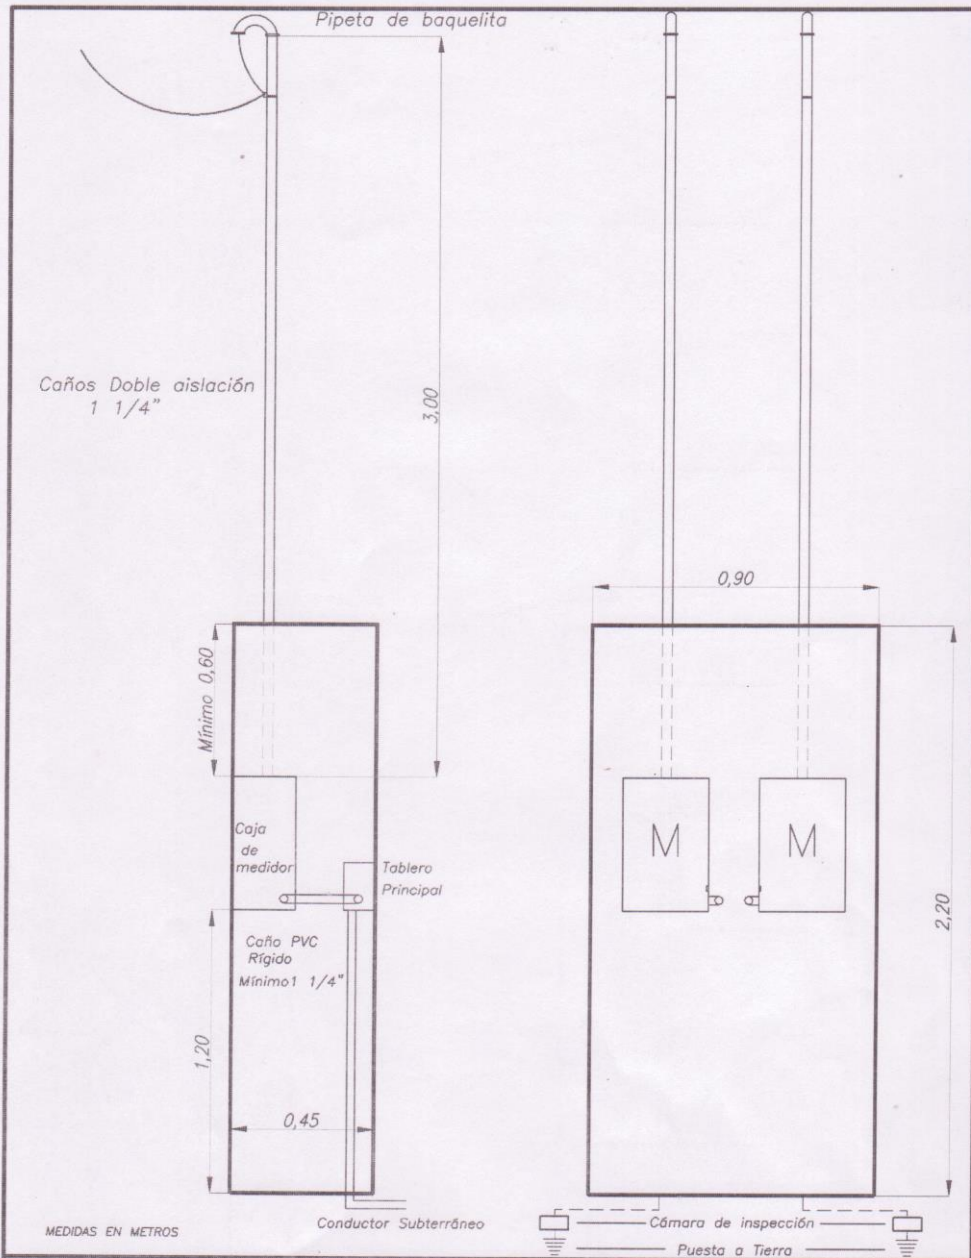 Pipeta de baquelita
Caños Doble aislación
1 1/4"
3,00
0,90
Mínimo 0,60
Caja
de
medidor
Tablero
Principal
M
M
2,20
Caño PVC
Rígido
Mínimo1 1/4"
1,20
0,45
MEDIDAS EN METROS
Conductor Subterráneo
Cámara de inspección
Puesta a Tierra